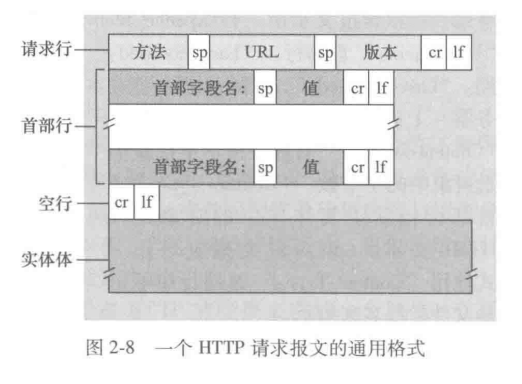 请求行 方法 sp URL sp 版本 cr lf
首部字段名: sp 值 cr lf
首部行
首部字段名: sp 值 cr lf
空行 cr lf
实体体
图 2-8 一个 HTTP 请求报文的通用格式